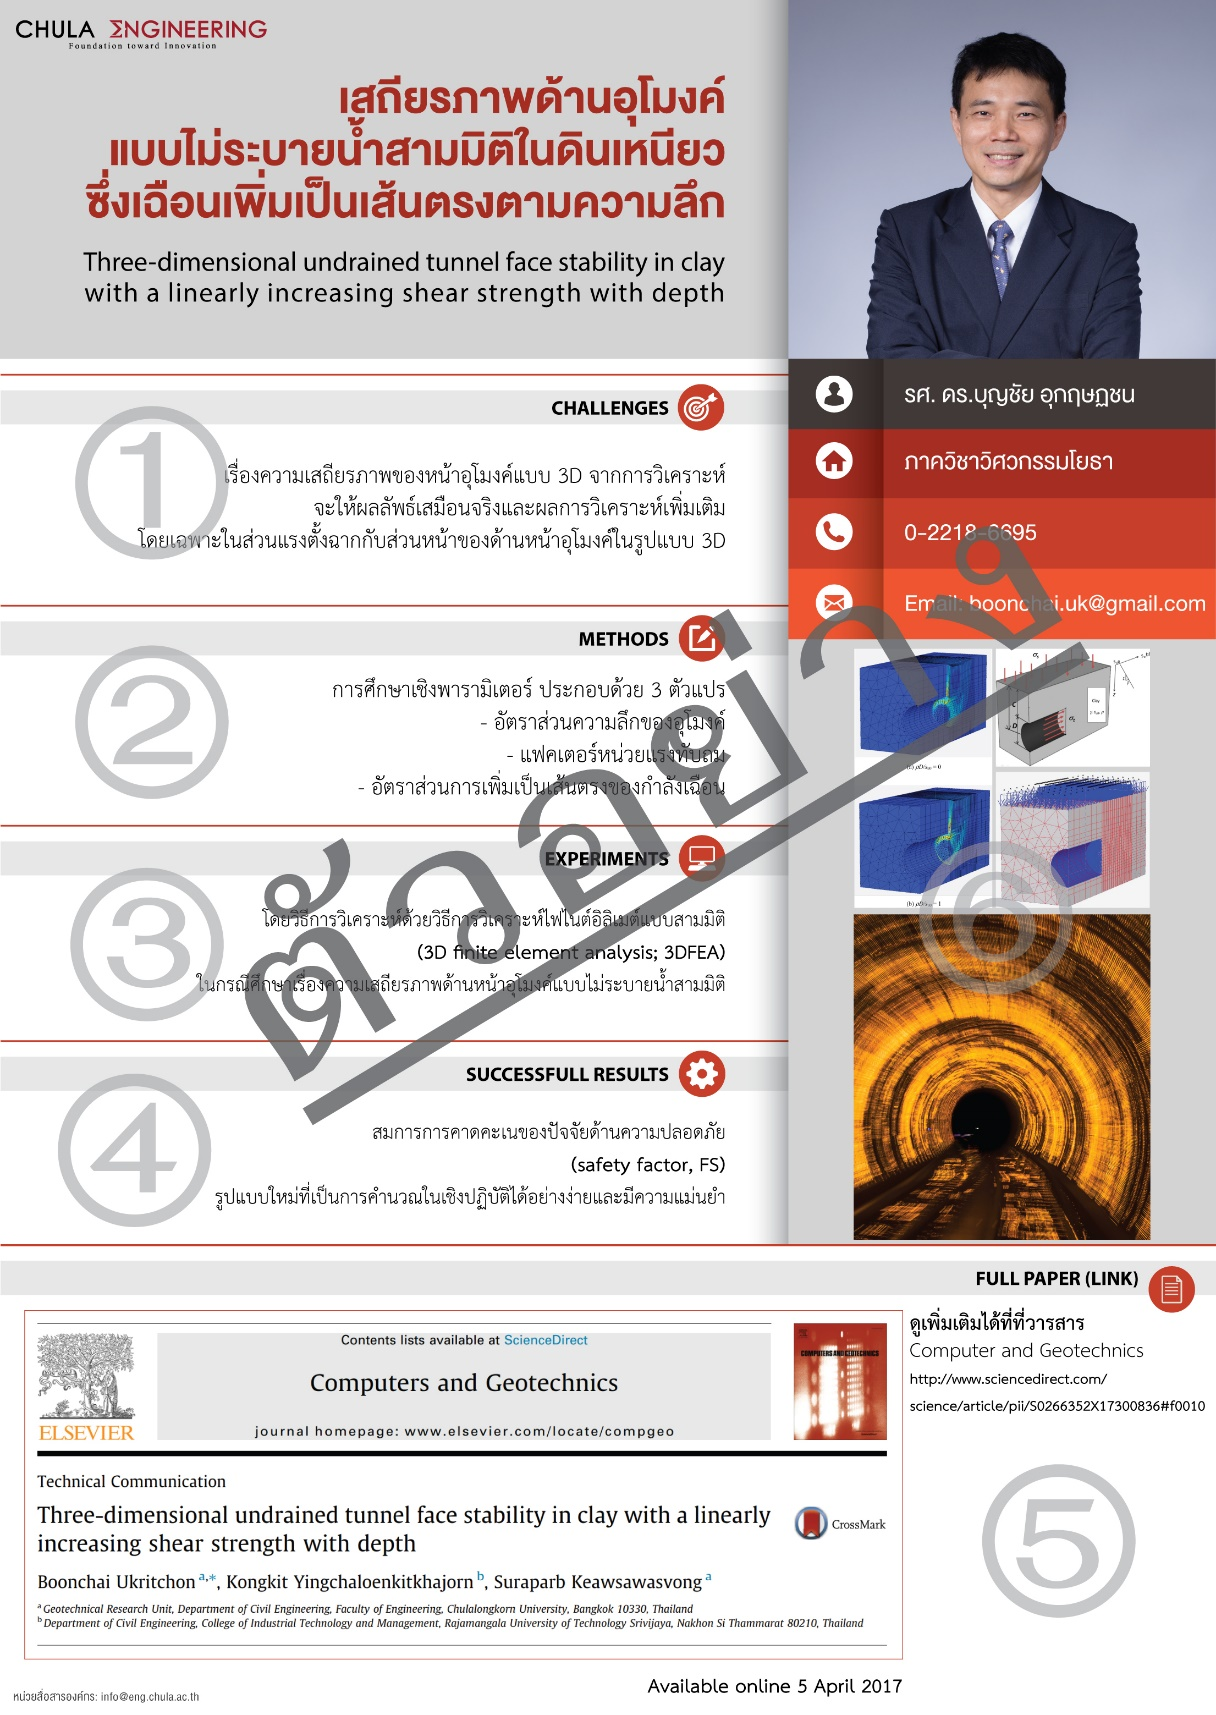 CHULA ΣNGINEERING
Foundation toward Innovation
เสถียรภาพด้านอุโมงค์
แบบไม่ระบายน้ำสามมิติในดินเหนียว
ซึ่งเฉือนเพิ่มเป็นเส้นตรงตามความลึก
Three-dimensional undrained tunnel face stability in clay
with a linearly increasing shear strength with depth
รศ. ดร.บุญชัย อุกฤษฏชน
ภาควิชาวิศวกรรมโยธา
0-2218-6695
Email: boonchai.uk@gmail.com
CHALLENGES
1
เรื่องความเสถียรภาพของหน้าอุโมงค์แบบ 3D จากการวิเคราะห์
จะให้ผลลัพธ์เสมือนจริงและผลการวิเคราะห์เพิ่มเติม
โดยเฉพาะในส่วนแรงตั้งฉากกับส่วนหน้าของด้านหน้าอุโมงค์ในรูปแบบ 3D
METHODS
2
การศึกษาเชิงพารามิเตอร์ ประกอบด้วย 3 ตัวแปร
- อัตราส่วนความลึกของอุโมงค์
- แฟคเตอร์หน่วยแรงทับถม
- อัตราส่วนการเพิ่มเป็นเส้นตรงของกำลังเฉือน
EXPERIMENTS
3
โดยวิธีการวิเคราะห์ด้วยวิธีการวิเคราะห์ไฟไนต์อิลิเมต์แบบสามมิติ
(3D finite element analysis; 3DFEA)
ในกรณีศึกษาเรื่องความเสถียรภาพด้านหน้าอุโมงค์แบบไม่ระบายน้ำสามมิติ
SUCCESSFULL RESULTS
4
สมการการคาดคะเนของปัจจัยด้านความปลอดภัย
(safety factor, FS)
รูปแบบใหม่ที่เป็นการคำนวณในเชิงปฏิบัติได้อย่างง่ายและมีความแม่นยำ
ตัวอย่าง
6
FULL PAPER (LINK)
ดูเพิ่มเติมได้ที่ที่วารสาร
Computer and Geotechnics
http://www.sciencedirect.com/
science/article/pii/S0266352X17300836#f0010
5
ELSEVIER
Contents lists available at ScienceDirect
Computers and Geotechnics
journal homepage: www.elsevier.com/locate/compgeo
COMPUTERS AND GEOTECHNICS
Technical Communication
Three-dimensional undrained tunnel face stability in clay with a linearly
increasing shear strength with depth
CrossMark
Boonchai Ukritchon a,*, Kongkit Yingchaloenkitkhajorn b, Suraparb Keawsawasvong a
a Geotechnical Research Unit, Department of Civil Engineering, Faculty of Engineering, Chulalongkorn University, Bangkok 10330, Thailand
b Department of Civil Engineering, College of Industrial Technology and Management, Rajamangala University of Technology Srivijaya, Nakhon Si Thammarat 80210, Thailand
Available online 5 April 2017
หน่วยสื่อสารองค์กร: info@eng.chula.ac.th